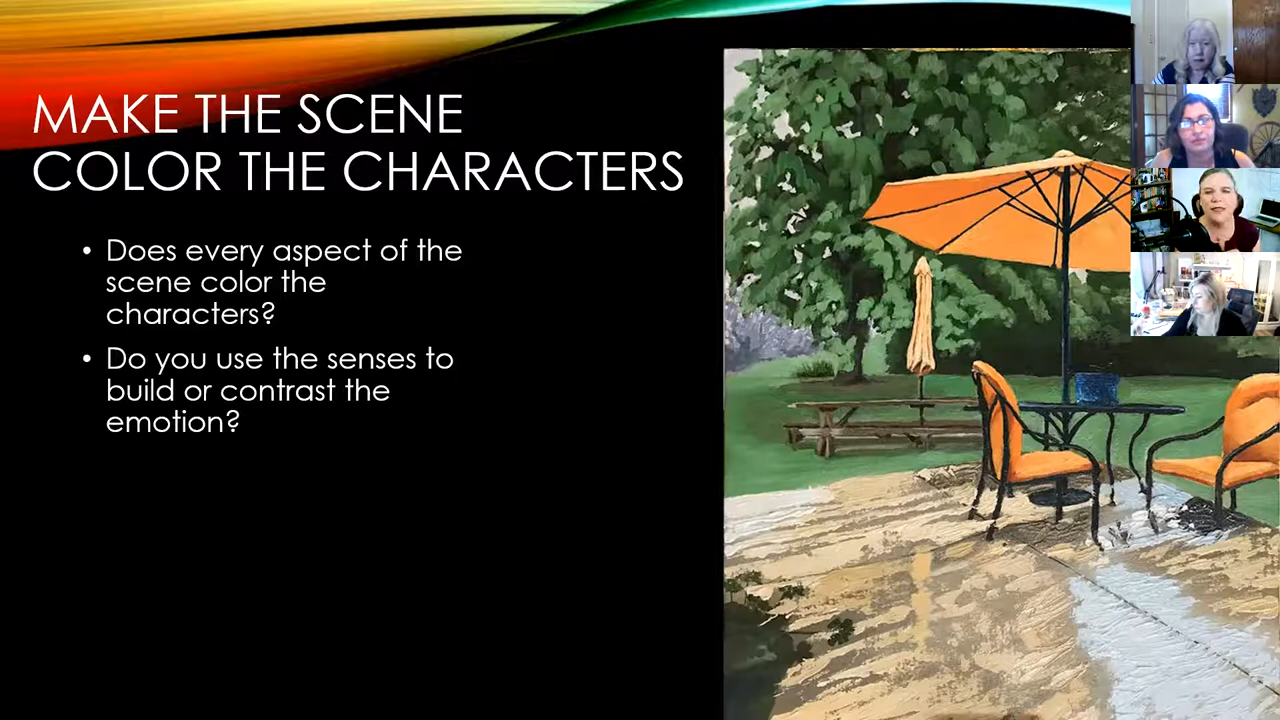 MAKE THE SCENE
COLOR THE CHARACTERS
• Does every aspect of the
scene color the
characters?
• Do you use the senses to
build or contrast the
emotion?